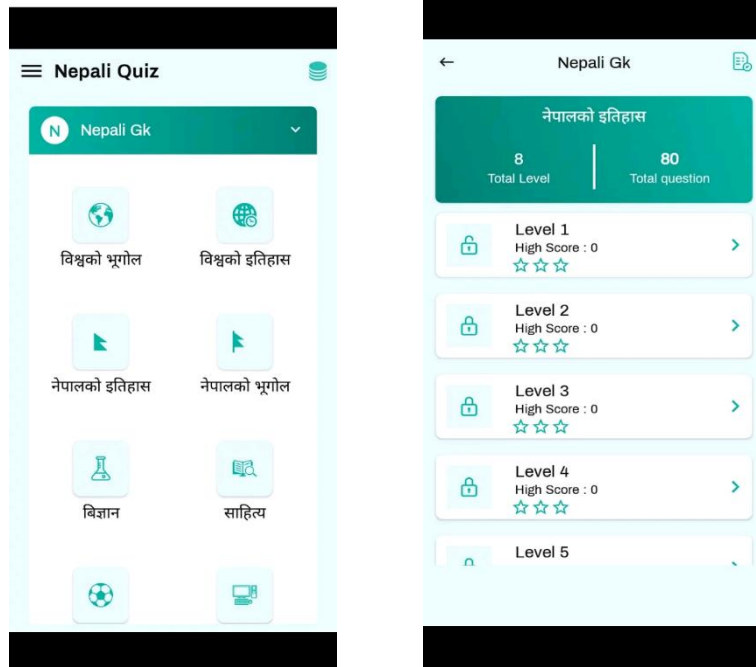 Nepali Quiz
N Nepali Gk
विश्वको भूगोल
विश्वको इतिहास
नेपालको इतिहास
नेपालको भूगोल
बिज्ञान
साहित्य
Nepali Gk
नेपालको इतिहास
8
80
Total Level
Total question
Level 1
High Score : 0
Level 2
High Score : 0
Level 3
High Score : 0
Level 4
High Score : 0
Level 5